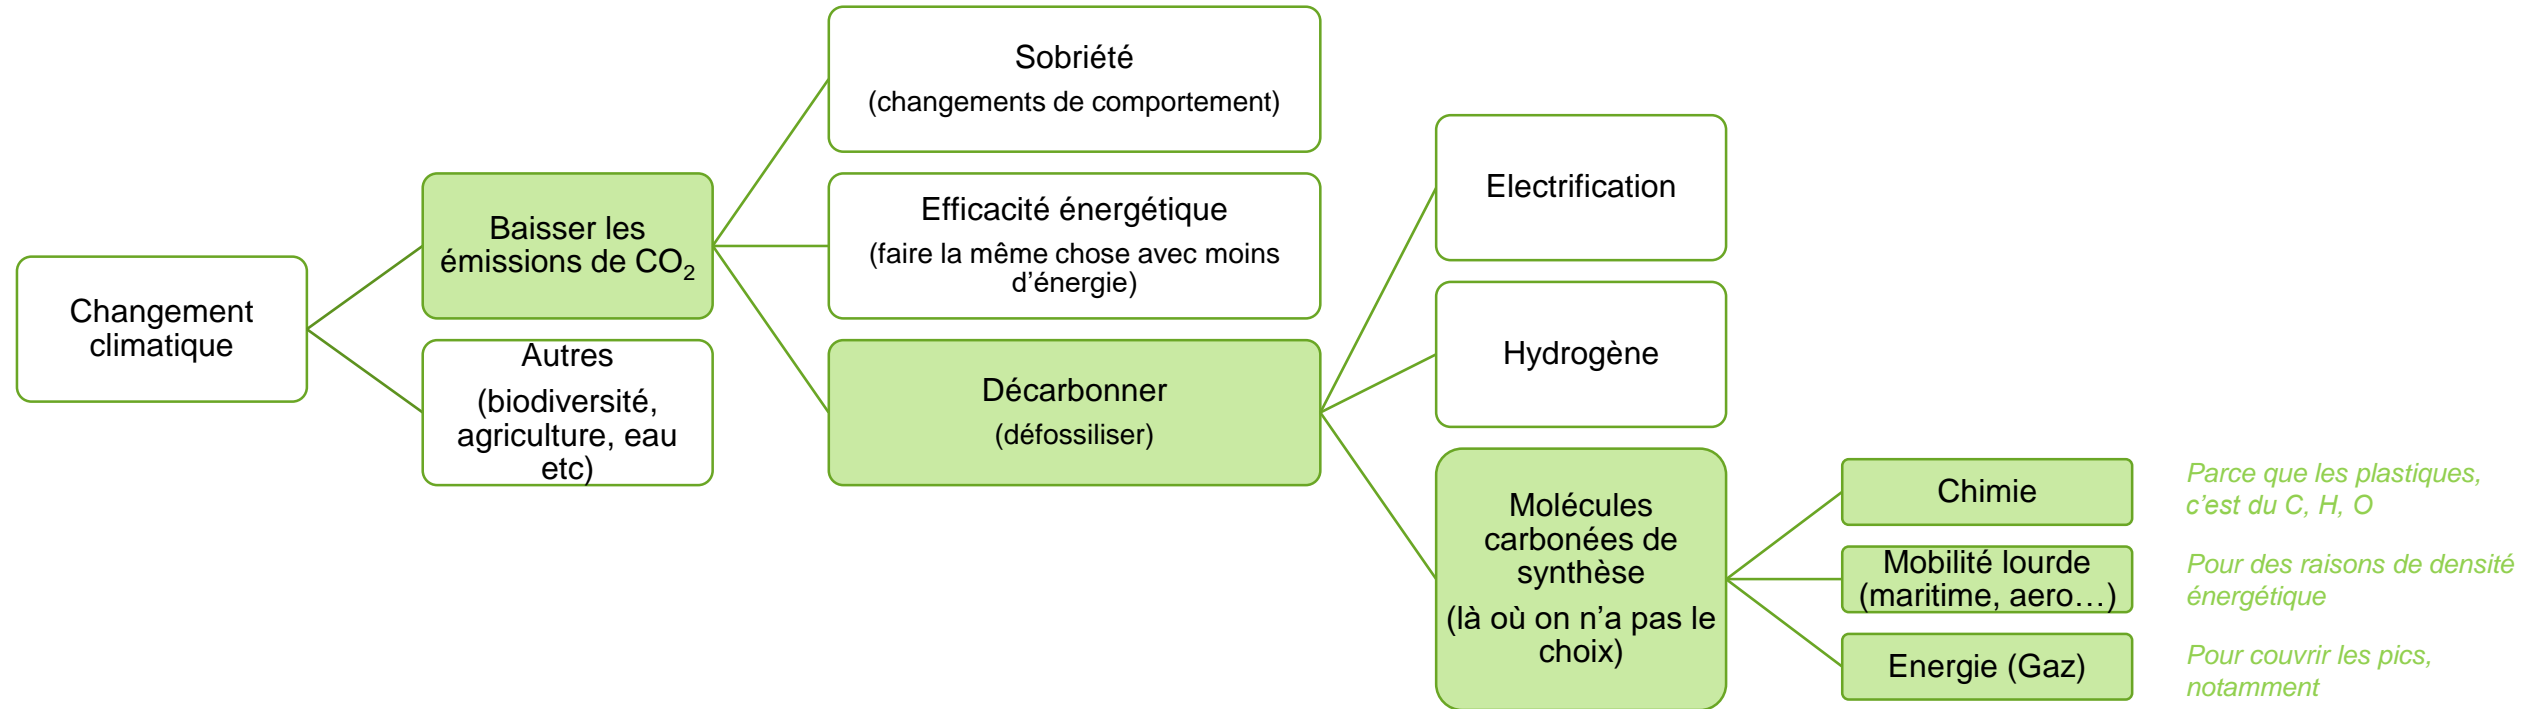 Changement
climatique
Baisser les
émissions de CO₂
Autres
(biodiversité,
agriculture, eau
etc)
Sobriété
(changements de comportement)
Efficacité énergétique
(faire la même chose avec moins
d’énergie)
Décarbonner
(défossiliser)
Electrification
Hydrogène
Molécules
carbonées de
synthèse
(là où on n’a pas le
choix)
Chimie
Mobilité lourde
(maritime, aero…)
Energie (Gaz)
Parce que les plastiques,
c’est du C, H, O
Pour des raisons de densité
énergétique
Pour couvrir les pics,
notamment